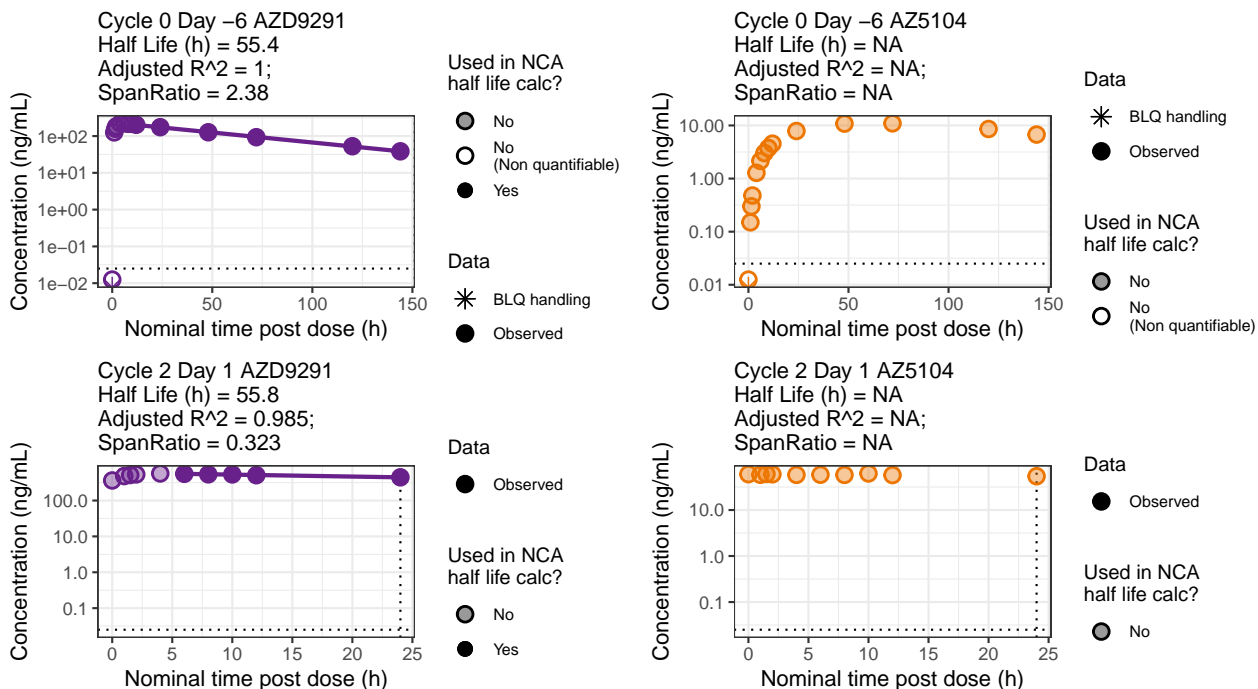 Cycle 0 Day −6 AZD9291
Half Life (h) = 55.4
Adjusted R^2 = 1;
SpanRatio = 2.38
Concentration (ng/mL)
1e+02
1e+01
1e+00
1e−01
1e−02
0
50
100
150
Nominal time post dose (h)
Used in NCA
half life calc?
No
No
(Non quantifiable)
Yes
Data
BLQ handling
Observed
Cycle 0 Day −6 AZ5104
Half Life (h) = NA
Adjusted R^2 = NA;
SpanRatio = NA
Concentration (ng/mL)
10.00
1.00
0.10
0.01
0
50
100
150
Nominal time post dose (h)
Data
BLQ handling
Observed
Used in NCA
half life calc?
No
No
(Non quantifiable)
Cycle 2 Day 1 AZD9291
Half Life (h) = 55.8
Adjusted R^2 = 0.985;
SpanRatio = 0.323
Concentration (ng/mL)
100.0
10.0
1.0
0.1
0
5
10
15
20
25
Nominal time post dose (h)
Data
Observed
Used in NCA
half life calc?
No
Yes
Cycle 2 Day 1 AZ5104
Half Life (h) = NA
Adjusted R^2 = NA;
SpanRatio = NA
Concentration (ng/mL)
10.0
1.0
0.1
0
5
10
15
20
25
Nominal time post dose (h)
Data
Observed
Used in NCA
half life calc?
No